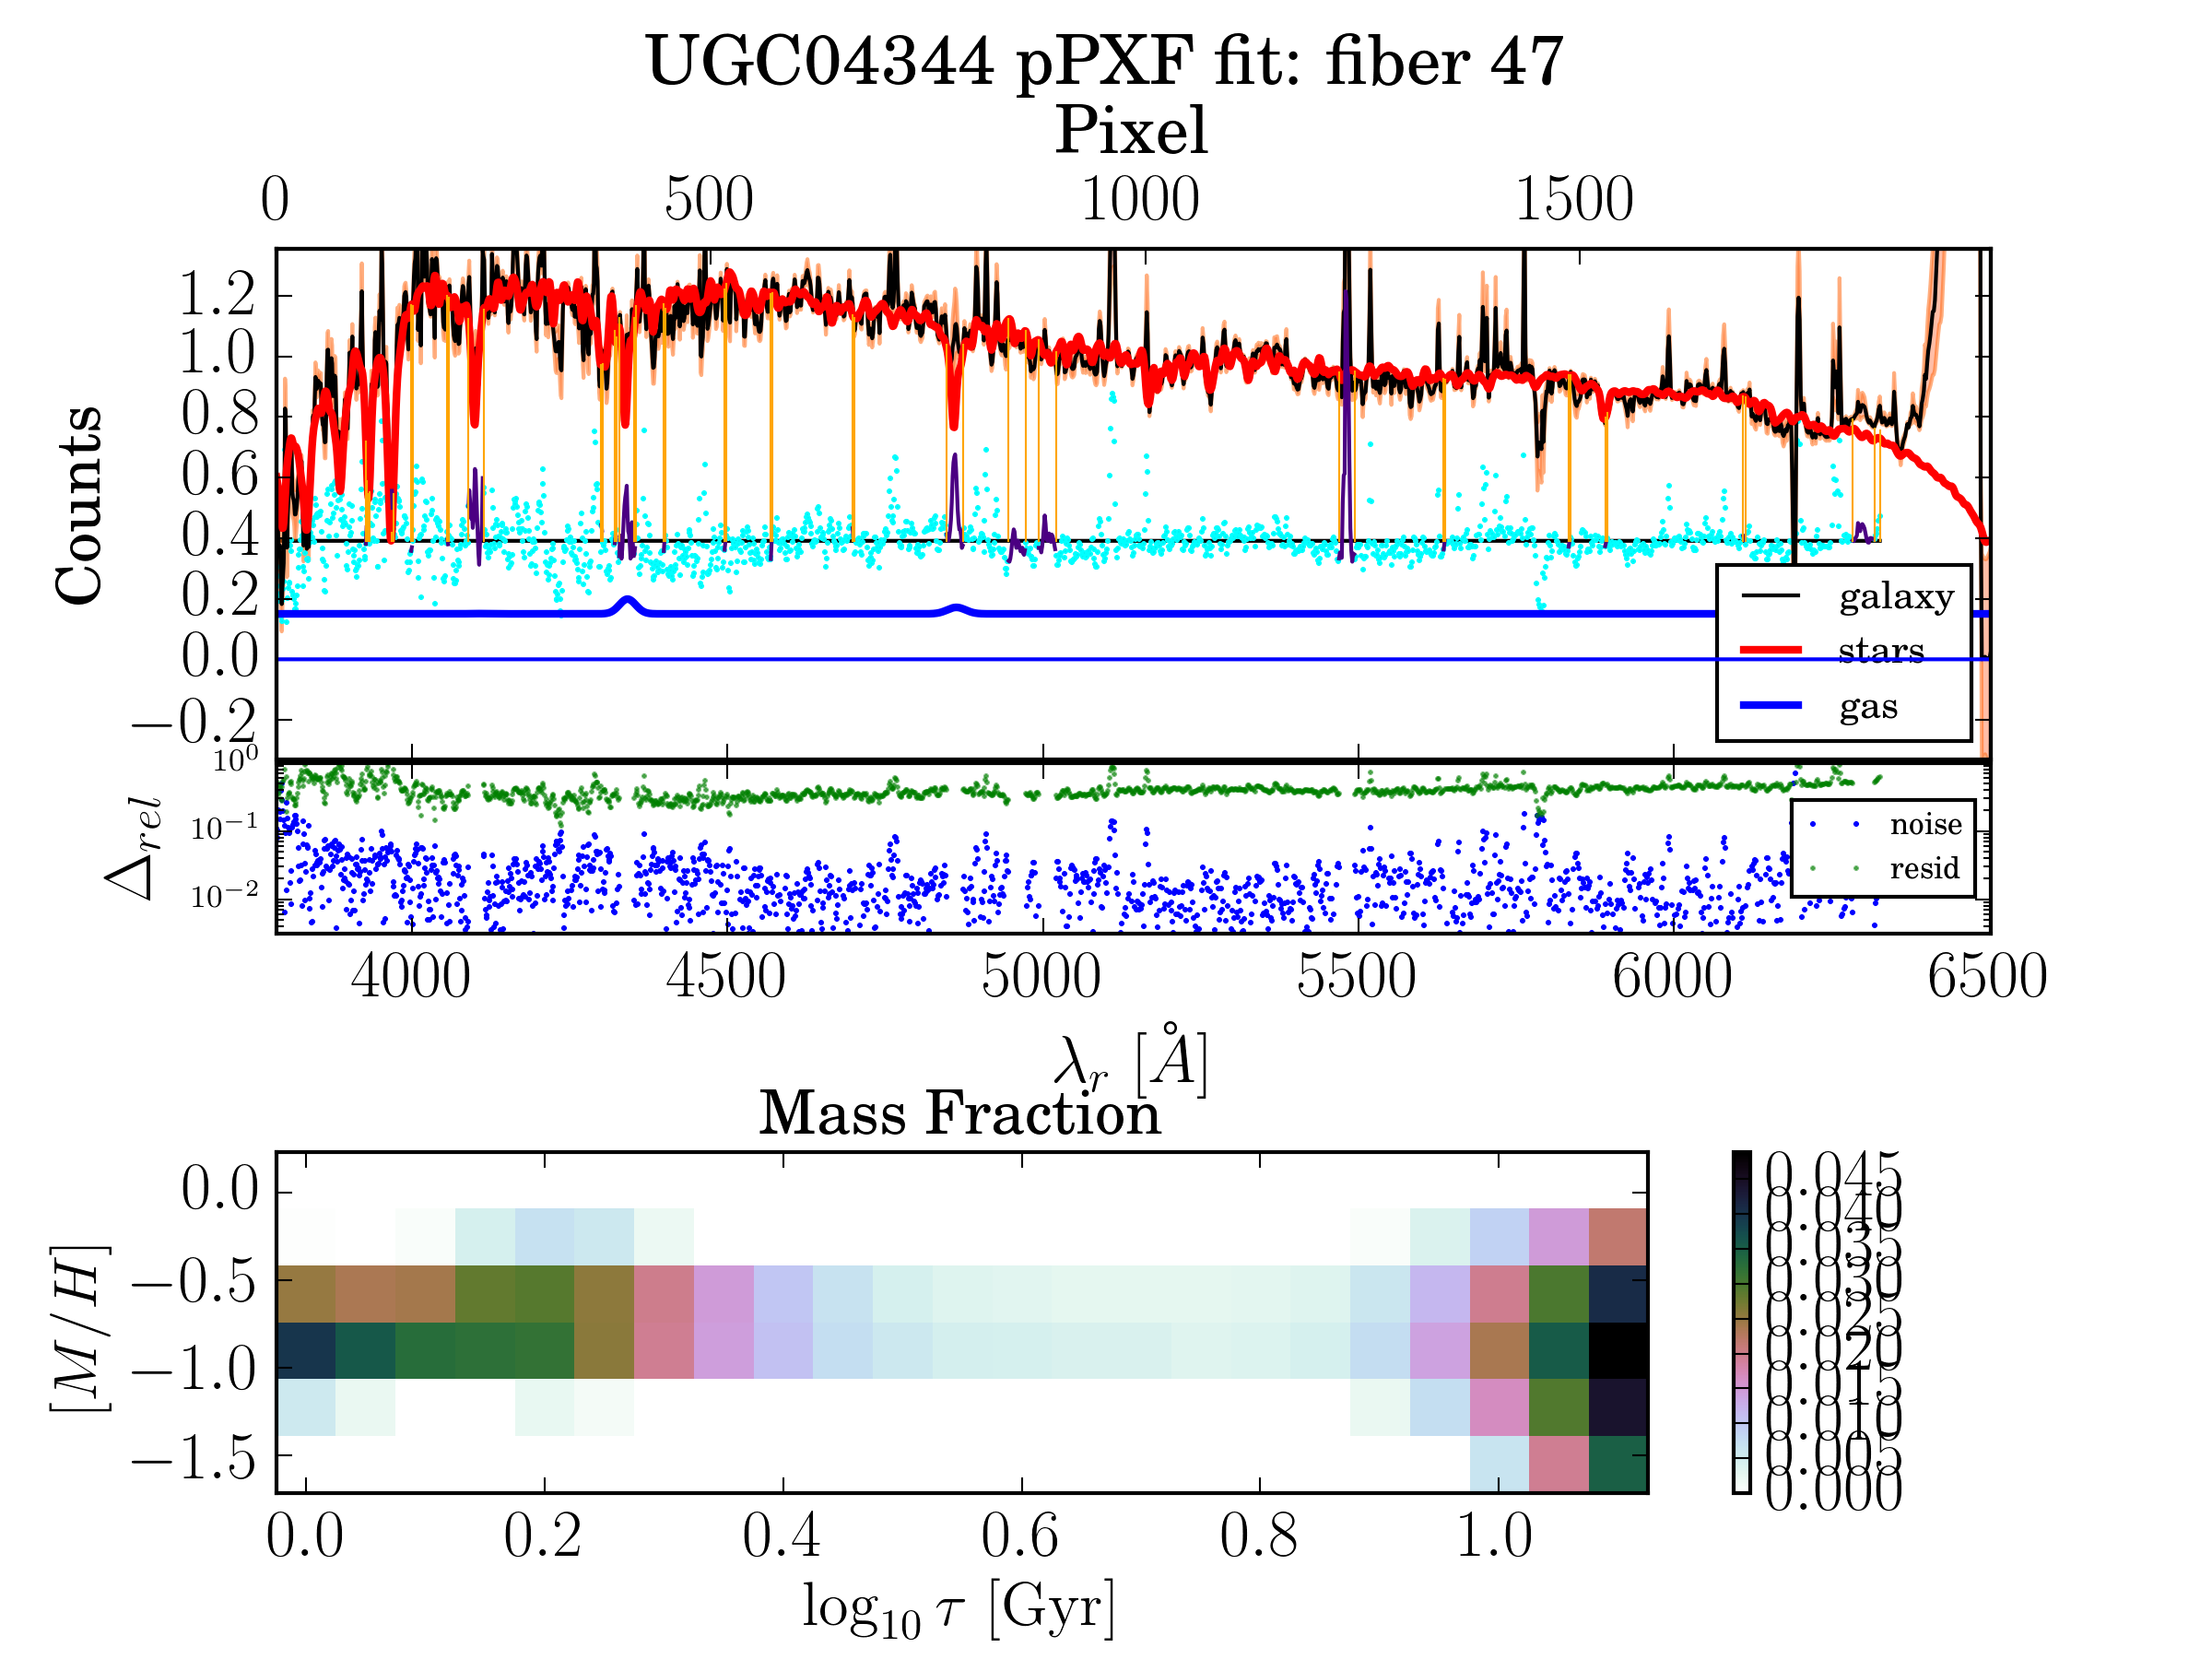 UGC04344 pPXF fit: fiber 47
Pixel
0 500 1000 1500
1.2
1.0
0.8
0.6
0.4
0.2
0.0
−0.2
Counts
galaxy
stars
gas
10^0
10^−1
10^−2
Δ_rel
noise
resid
4000 4500 5000 5500 6000 6500
λ_r [Å]
Mass Fraction
0.0
−0.5
−1.0
−1.5
[M/H]
0.0 0.2 0.4 0.6 0.8 1.0
log_10 τ [Gyr]
0.045
0.040
0.035
0.030
0.025
0.020
0.015
0.010
0.005
0.000